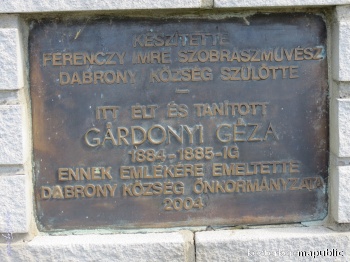 KÉSZÍTETTE
FERENCZY IMRE SZOBRÁSZMŰVÉSZ
DABRONY KÖZSÉG SZÜLÖTTE
—
ITT ÉLT ÉS TANÍTOTT
GÁRDONYI GÉZA
1884-1885-IG
ENNEK EMLÉKÉRE EMELTETTE
DABRONY KÖZSÉG ÖNKORMÁNYZATA
2004
mapublic